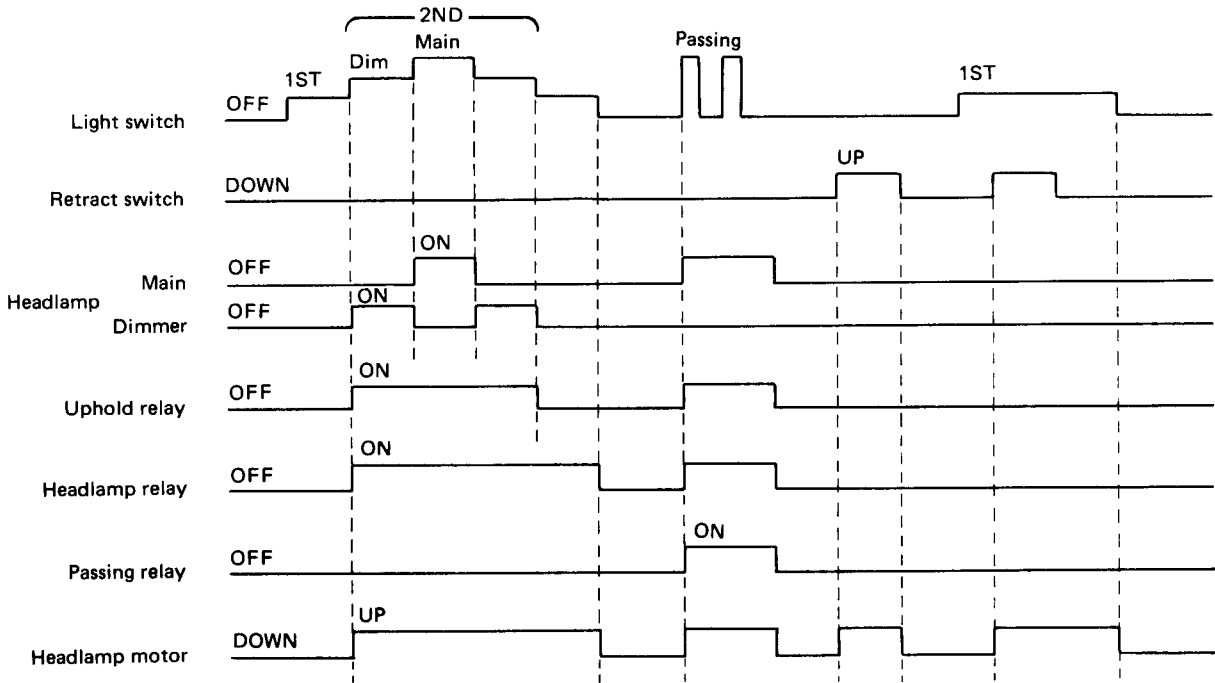 2ND
Main
Dim
Passing
1ST
1ST
OFF
Light switch
UP
DOWN
Retract switch
ON
OFF
Main
Headlamp
ON
OFF
Dimmer
ON
OFF
Uphold relay
ON
OFF
Headlamp relay
ON
OFF
Passing relay
UP
DOWN
Headlamp motor